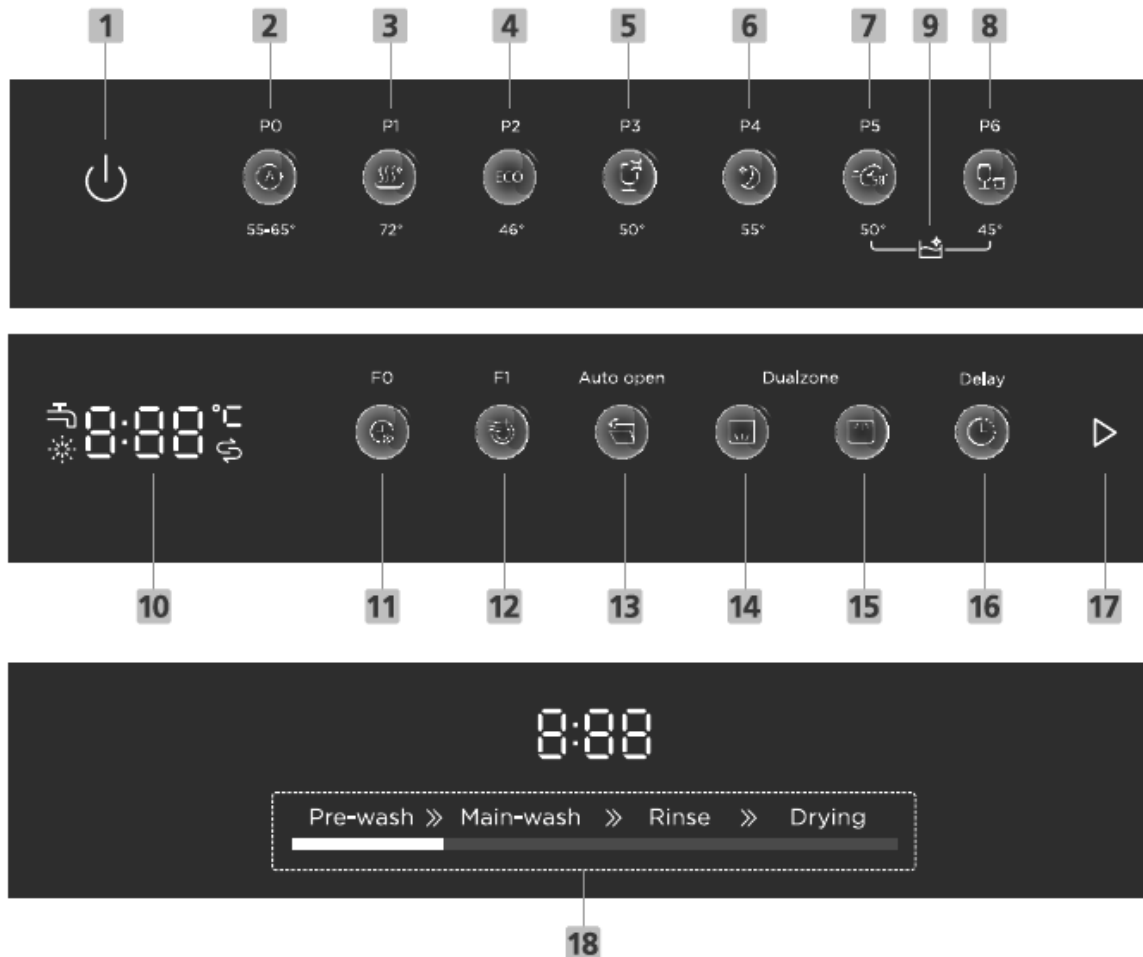 1 2 3 4 5 6 7 9 8
P0 P1 P2 P3 P4 P5 P6
ECO
55-65° 72° 46° 50° 55° 50° 45°
F0 F1 Auto open Dualzone Delay
8:88 °C
10 11 12 13 14 15 16 17
8:88
Pre-wash » Main-wash » Rinse » Drying
18